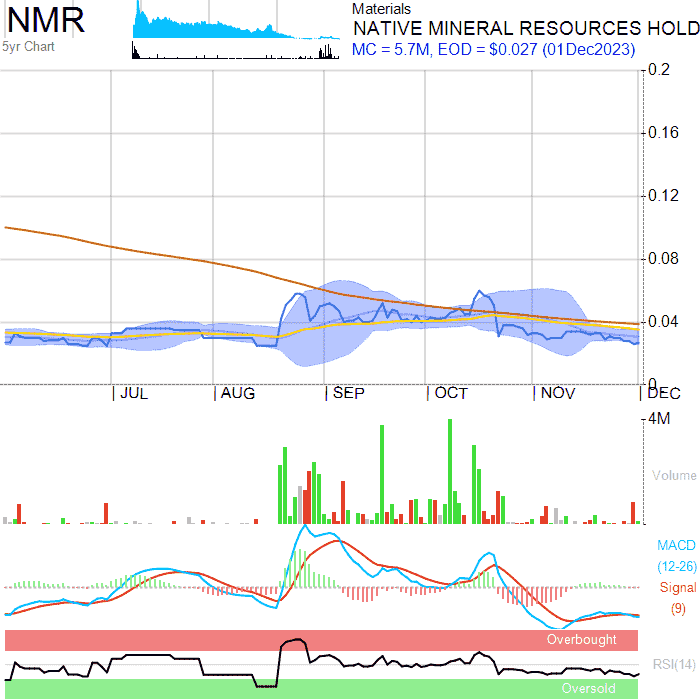 NMR
5yr Chart
Materials
NATIVE MINERAL RESOURCES HOLD
MC = 5.7M, EOD = $0.027 (01Dec2023)
0.2
0.16
0.12
0.08
0.04
0
JUL AUG SEP OCT NOV DEC
4M
Volume
MACD
(12-26)
Signal
(9)
Overbought
RSI(14)
Oversold